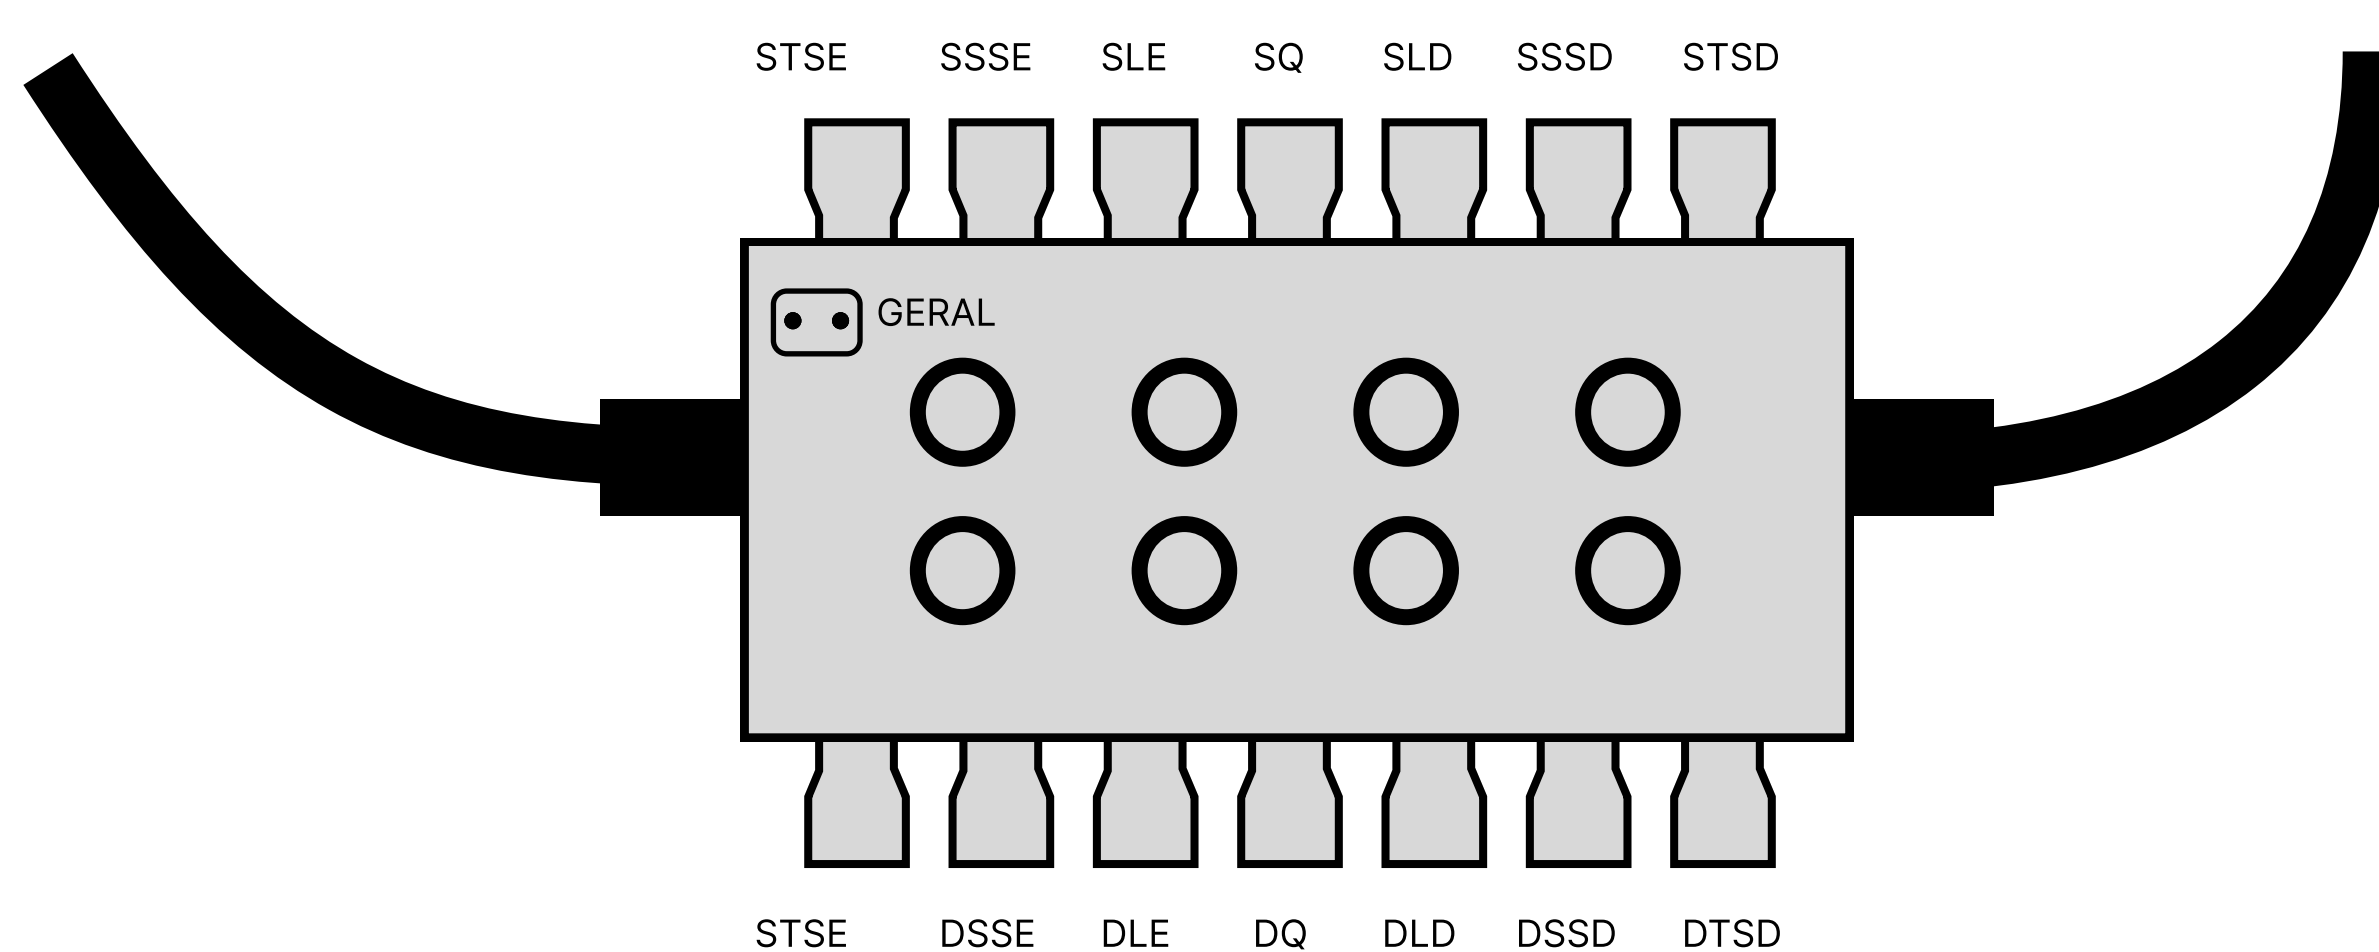 STSE SSSE SLE SQ SLD SSSD STSD
GERAL
STSE DSSE DLE DQ DLD DSSD DTSD